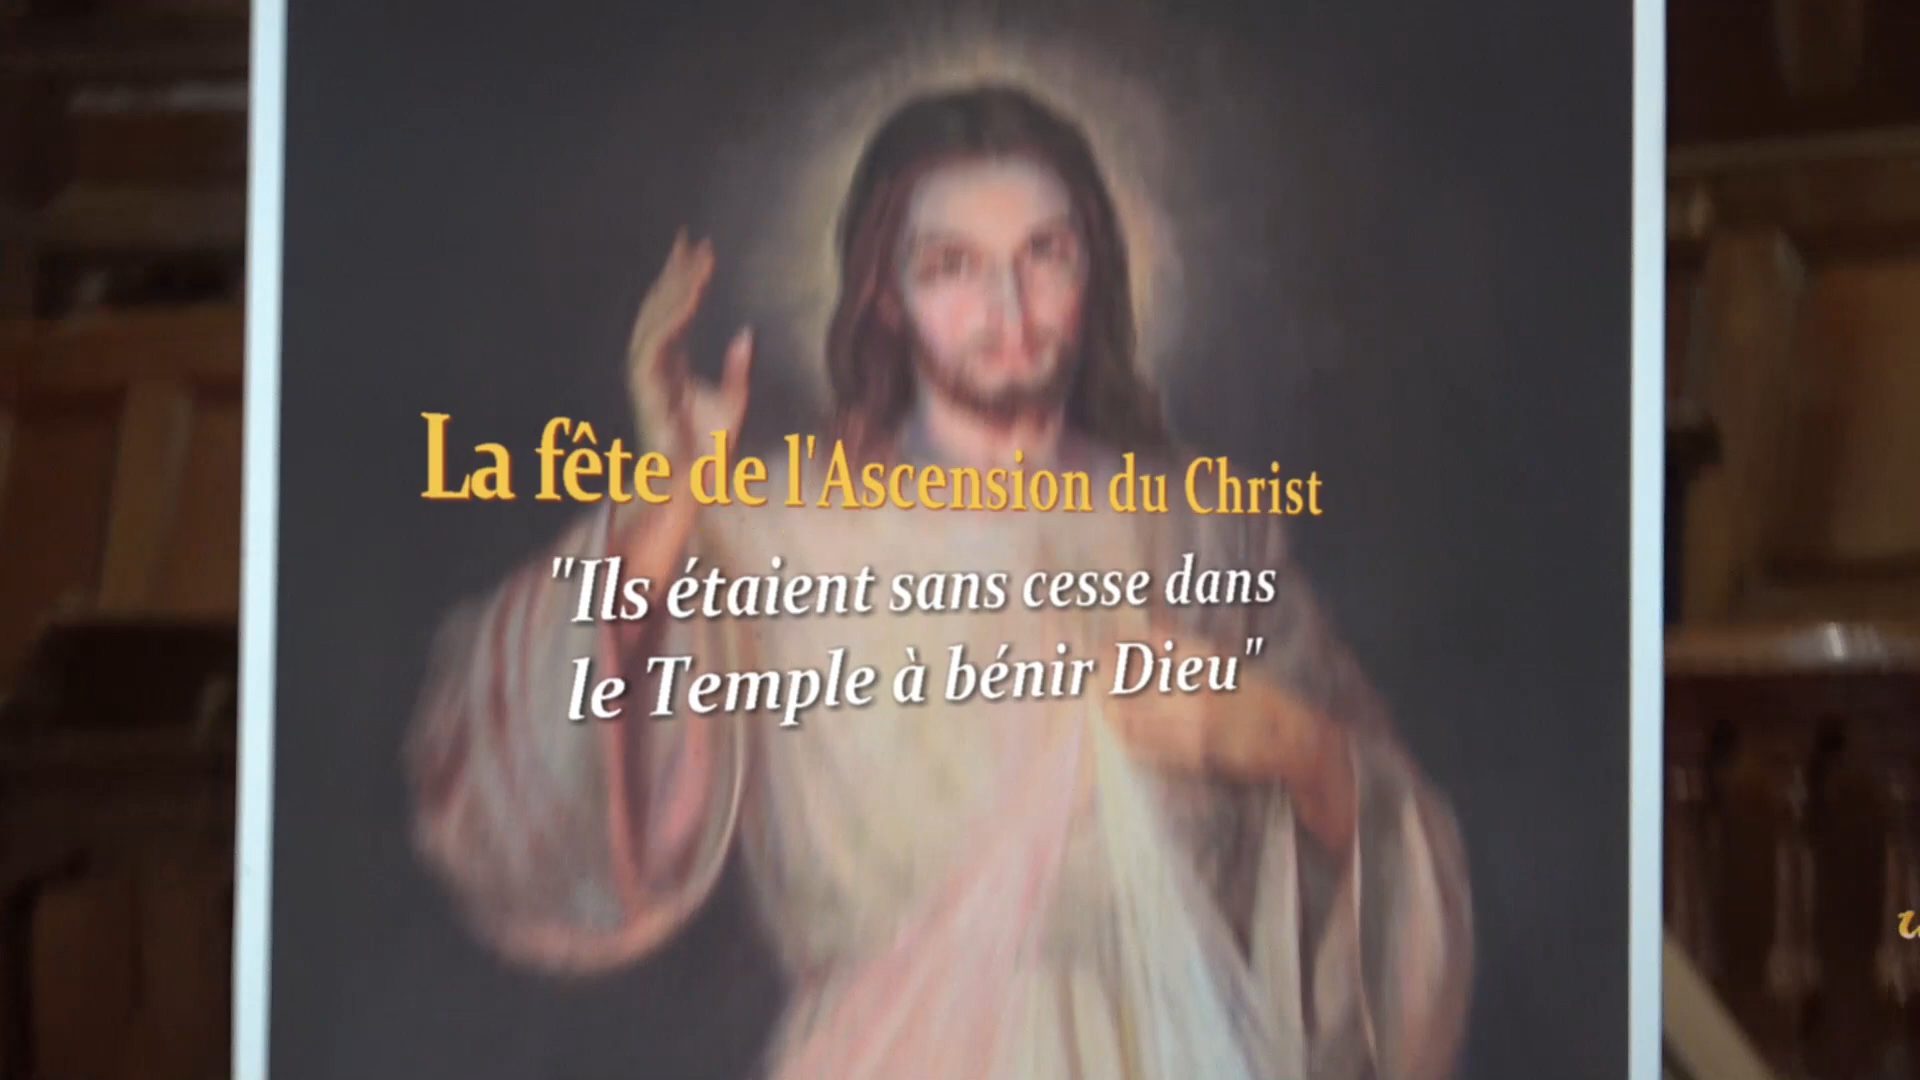 La fête de l'Ascension du Christ
"Ils étaient sans cesse dans
le Temple à bénir Dieu"